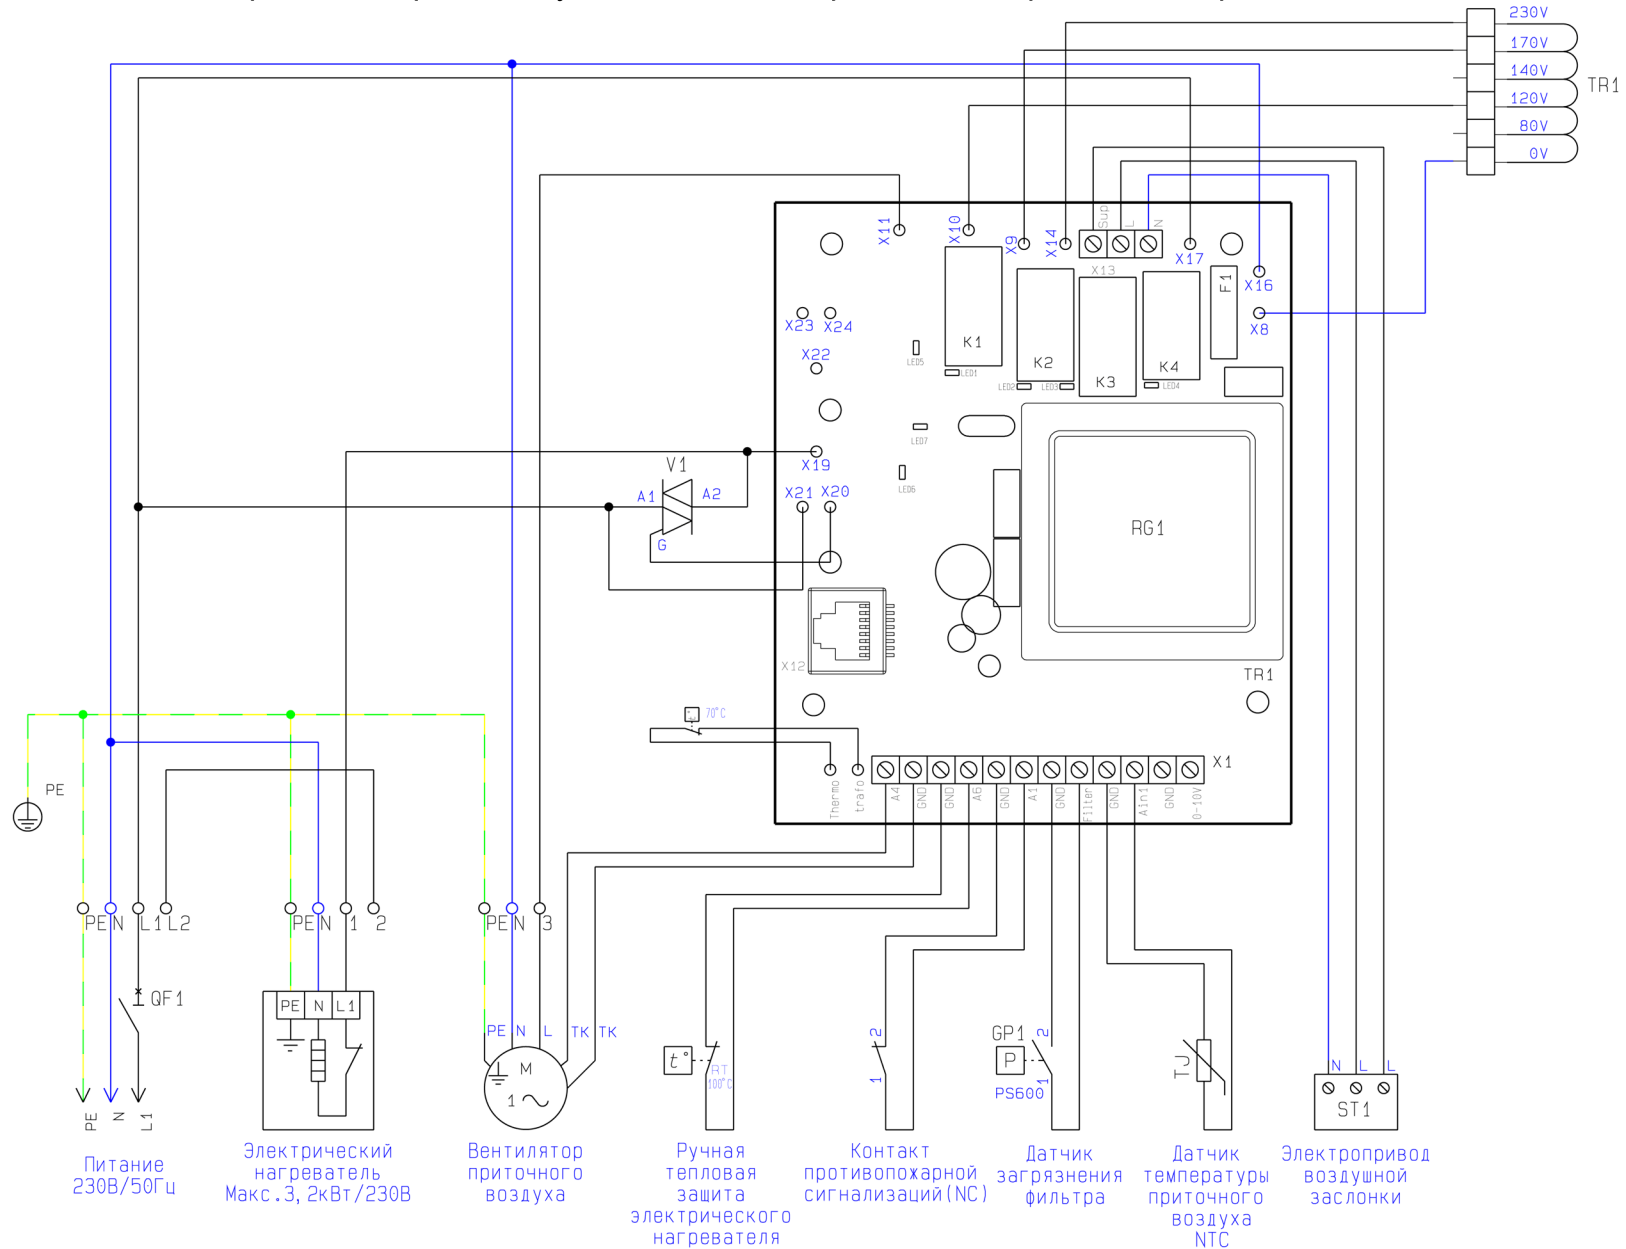 230V
170V
140V
120V
80V
0V
TR1
X11
X10
X9
X14
Sup
L
N
X13
X17
F1
X16
X8
X23
X24
X22
K1
K2
K3
K4
LED5
LED1
LED2
LED3
LED4
LED7
LED6
X19
V1
A1
A2
G
X21
X20
RG1
X12
TR1
70°C
Thermo
trafo
X1
A4
GND
GND
A6
GND
A1
GND
Filter
GND
Ain1
GND
0-10V
PE
PE N L1 L2
PE N 1 2
PE N 3
QF1
PE N L1
PE N L TK TK
M
1
t°
RT
100°C
2
1
GP1
2
P
1
PS600
TJ
N L L
ST1
PE
N
L1
Питание
230В/50Гц
Электрический
нагреватель
Макс.3,2кВт/230В
Вентилятор
приточного
воздуха
Ручная
тепловая
защита
электрического
нагревателя
Контакт
противопожарной
сигнализаций(NC)
Датчик
загрязнения
фильтра
Датчик
температуры
приточного
воздуха
NTC
Электропривод
воздушной
заслонки